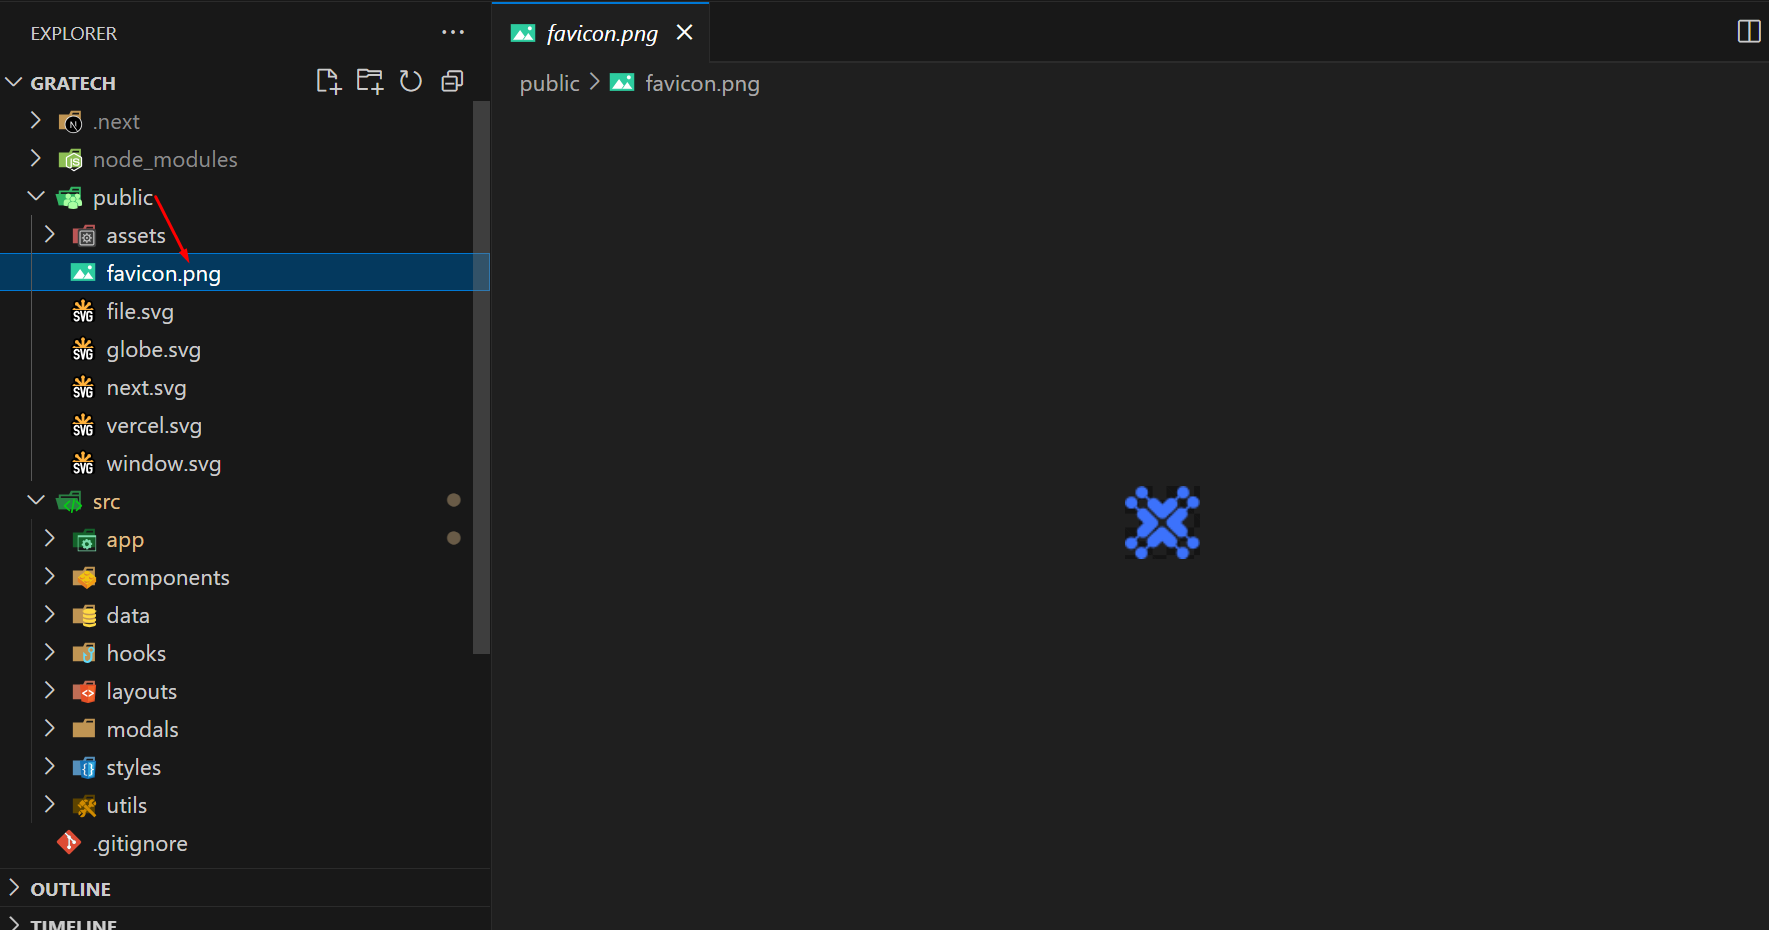 EXPLORER
favicon.png
GRATECH
public
favicon.png
.next
node_modules
public
assets
favicon.png
file.svg
globe.svg
next.svg
vercel.svg
window.svg
src
app
components
data
hooks
layouts
modals
styles
utils
.gitignore
OUTLINE
TIMELINE